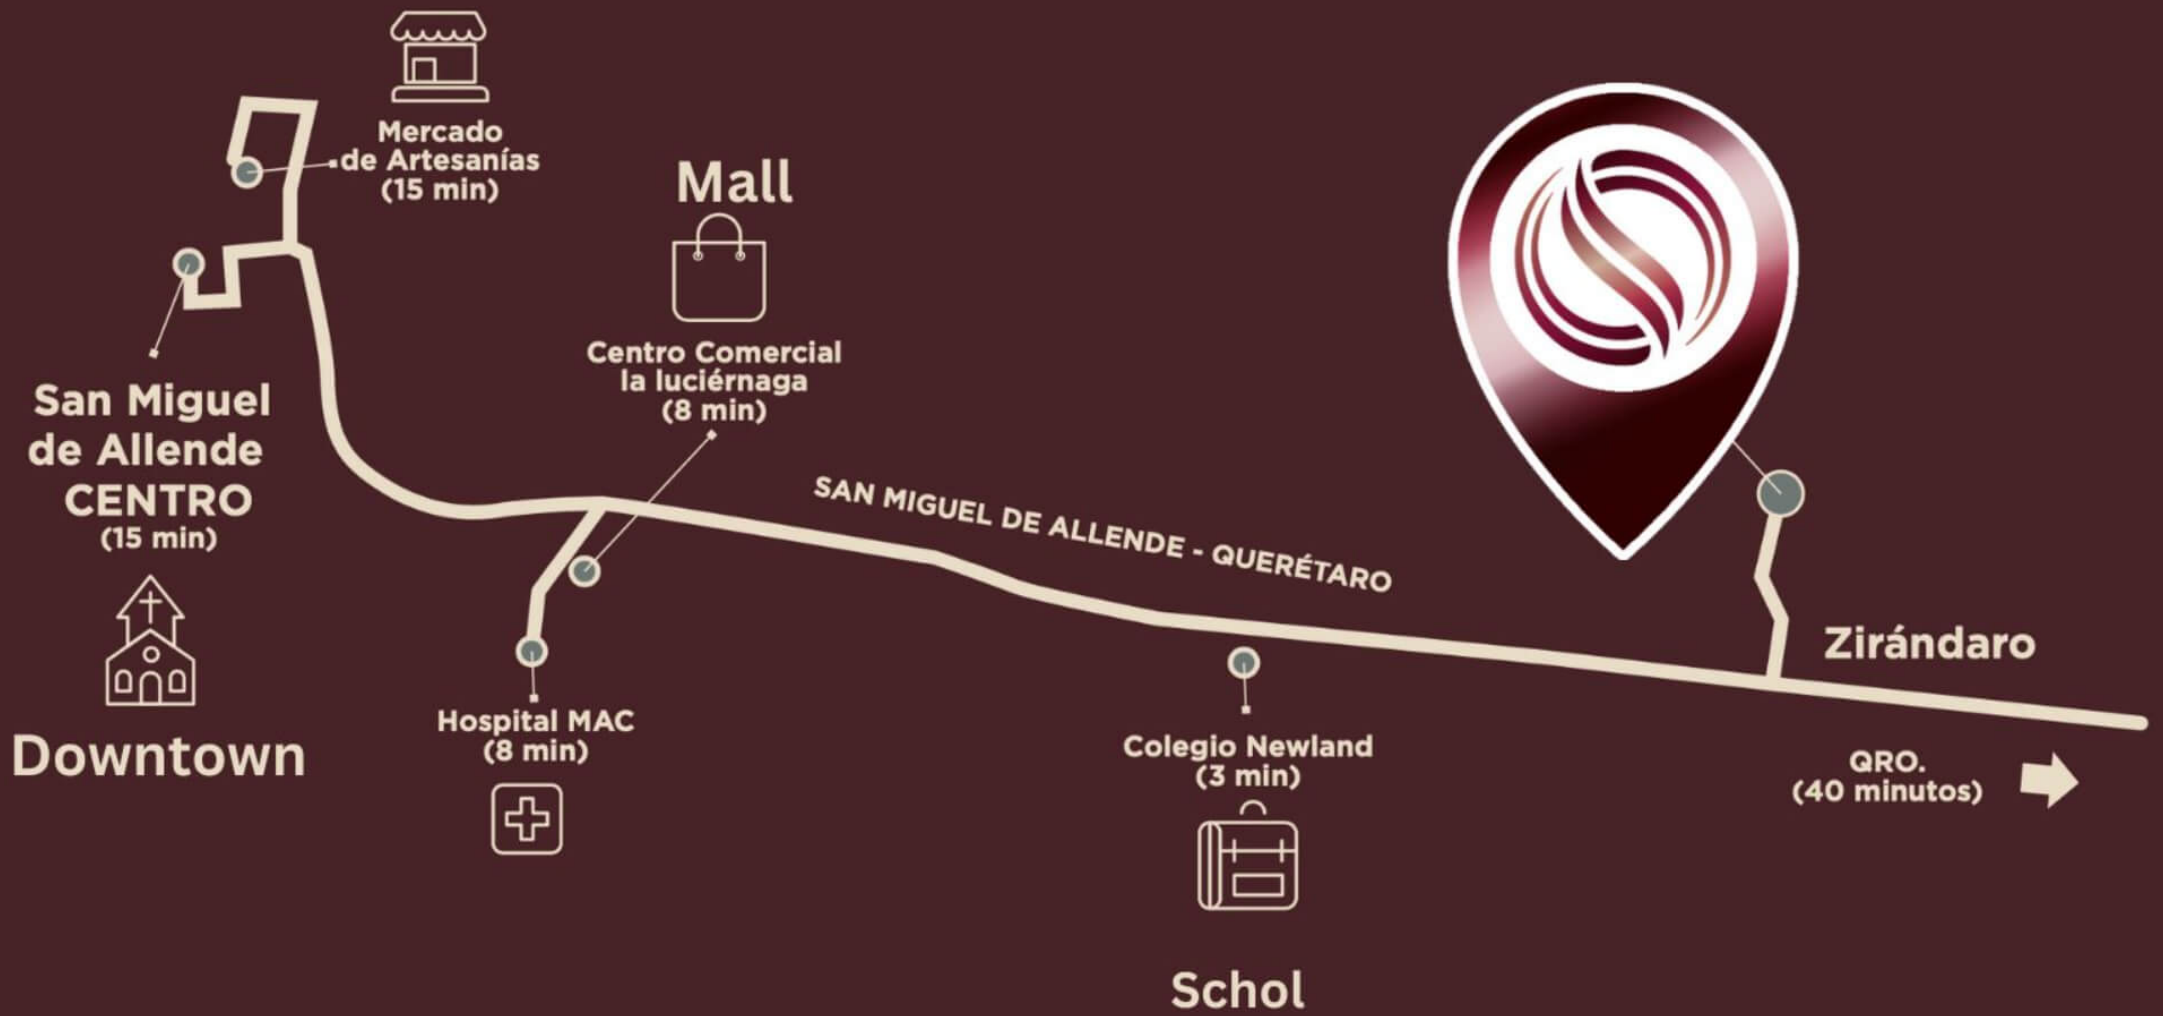 Mercado
de Artesanías
(15 min)
Mall
Centro Comercial
la luciérnaga
(8 min)
San Miguel
de Allende
CENTRO
(15 min)
Downtown
SAN MIGUEL DE ALLENDE - QUERÉTARO
Hospital MAC
(8 min)
Colegio Newland
(3 min)
Schol
Zirándaro
QRO.
(40 minutos)